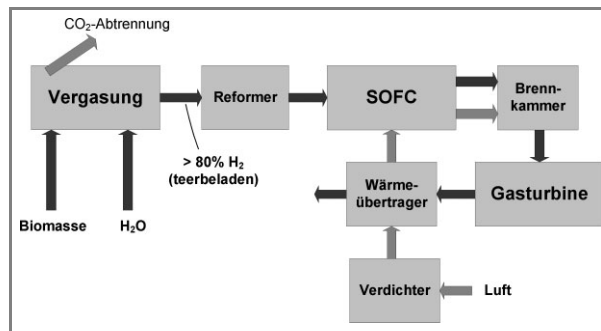 CO₂-Abtrennung
Vergasung
Reformer
SOFC
Brenn-
kammer
> 80% H₂
(teerbeladen)
Biomasse
H₂O
Wärme-
übertrager
Gasturbine
Verdichter
Luft